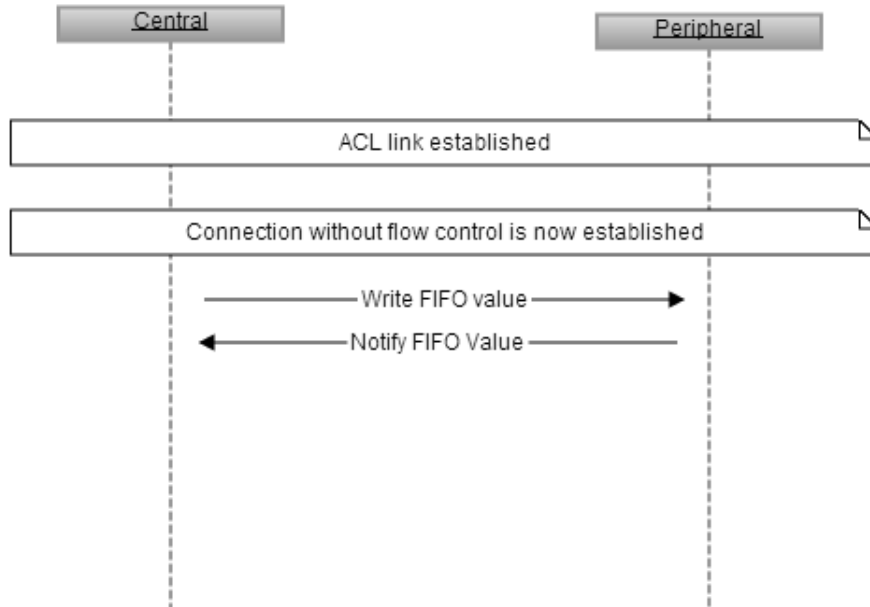 Central
Peripheral
ACL link established
Connection without flow control is now established
Write FIFO value
Notify FIFO Value